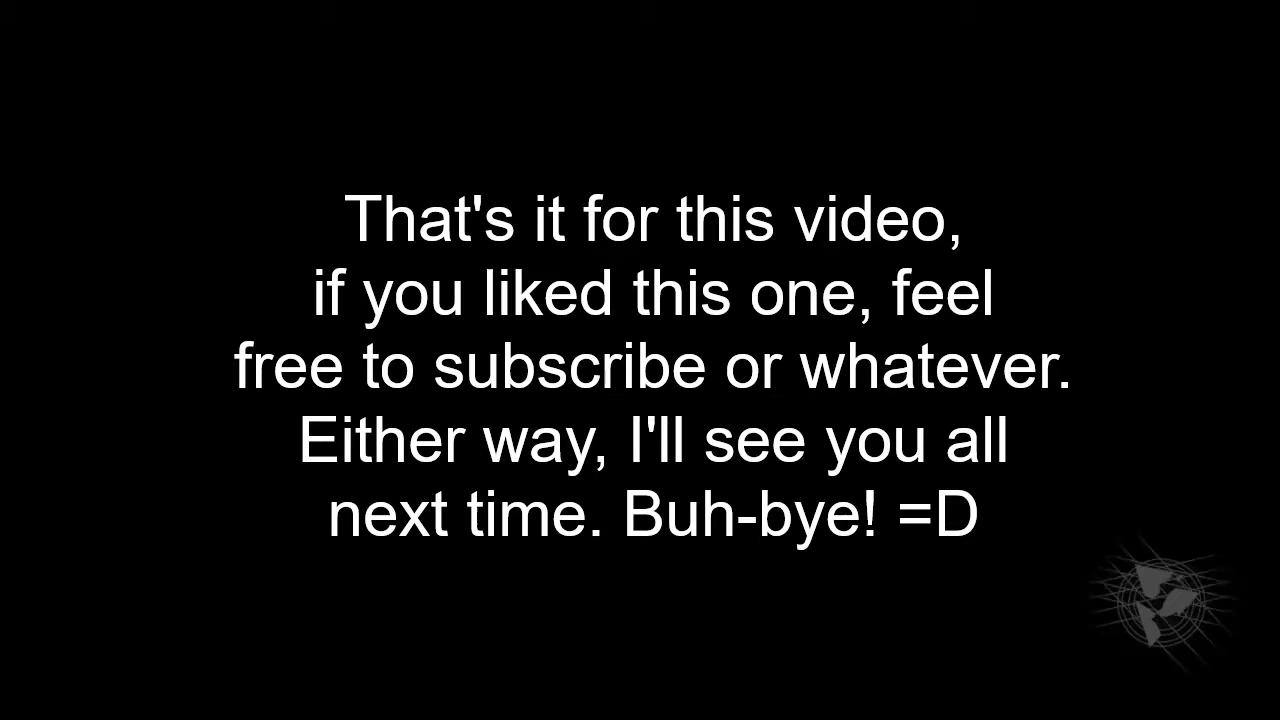 That's it for this video,
if you liked this one, feel
free to subscribe or whatever.
Either way, I'll see you all
next time. Buh-bye! =D